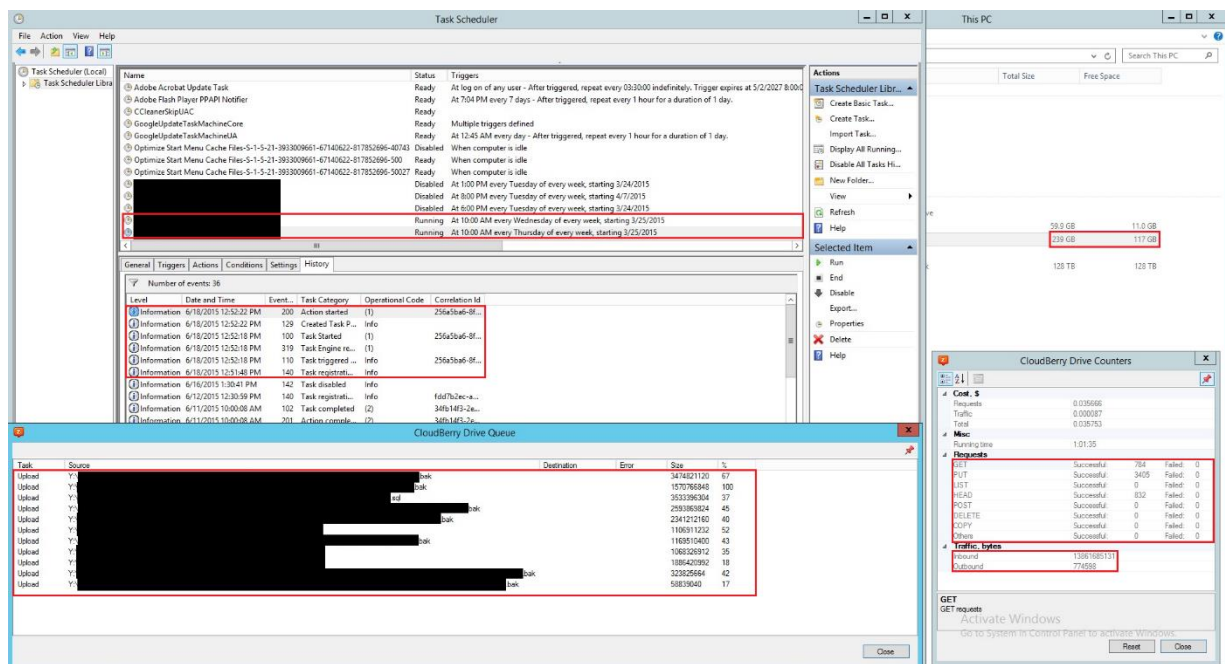 Task Scheduler
This PC
File Action View Help
Search This PC
Total Size Free Space
Task Scheduler (Local)
Task Scheduler Libra
Name Status Triggers
Adobe Acrobat Update Task Ready At log on of any user - After triggered, repeat every 03:30:00 indefinitely. Trigger expires at 5/2/2027 8:00:0
Adobe Flash Player PPAPI Notifier Ready At 7:04 PM every 7 days - After triggered, repeat every 1 hour for a duration of 1 day.
CCleanerSkipUAC Ready
GoogleUpdateTaskMachineCore Ready Multiple triggers defined
GoogleUpdateTaskMachineUA Ready At 12:45 AM every day - After triggered, repeat every 1 hour for a duration of 1 day.
Optimize Start Menu Cache Files-S-1-5-21-3933009661-67140622-817852696-40743 Disabled When computer is idle
Optimize Start Menu Cache Files-S-1-5-21-3933009661-67140622-817852696-500 Ready When computer is idle
Optimize Start Menu Cache Files-S-1-5-21-3933009661-67140622-817852696-50027 Ready When computer is idle
Disabled At 1:00 PM every Tuesday of every week, starting 3/24/2015
Disabled At 8:00 PM every Tuesday of every week, starting 4/7/2015
Disabled At 6:00 PM every Tuesday of every week, starting 3/24/2015
Running At 10:00 AM every Wednesday of every week, starting 3/25/2015
Running At 10:00 AM every Thursday of every week, starting 3/25/2015
Actions
Task Scheduler Libr...
Create Basic Task...
Create Task...
Import Task...
Display All Running...
Disable All Tasks Hi...
New Folder...
View
Refresh
Help
Selected Item
Run
End
Disable
Export...
Properties
Delete
Help
59.9 GB 11.0 GB
239 GB 117 GB
128 TB 128 TB
General Triggers Actions Conditions Settings History
Number of events: 36
Level Date and Time Event... Task Category Operational Code Correlation Id
Information 6/18/2015 12:52:22 PM 200 Action started (1) 256a5ba6-8f...
Information 6/18/2015 12:52:22 PM 129 Created Task P... Info
Information 6/18/2015 12:52:18 PM 100 Task Started (1) 256a5ba6-8f...
Information 6/18/2015 12:52:18 PM 319 Task Engine re... (1)
Information 6/18/2015 12:52:18 PM 110 Task triggered ... Info 256a5ba6-8f...
Information 6/18/2015 12:51:48 PM 140 Task registrati... Info
Information 6/16/2015 1:30:41 PM 142 Task disabled Info
Information 6/12/2015 12:30:59 PM 140 Task registrati... Info fdd7b2ec-a...
Information 6/11/2015 10:00:08 AM 102 Task completed (2) 34fb14f3-2e...
Information 6/11/2015 10:00:08 AM 201 Action comple... (2) 34fb14f3-2e...
CloudBerry Drive Queue
Task Source Destination Error Size %
Upload Y:\ bak 3474821120 67
Upload Y:\ bak 1570766848 100
Upload Y:\ sql 3533396304 37
Upload Y:\ bak 2593869824 45
Upload Y:\ bak 2341212160 40
Upload Y:\ 1106911232 52
Upload Y:\ bak 1169510400 43
Upload Y:\ 1068326912 35
Upload Y:\ 1886420992 18
Upload Y:\ bak 323825664 42
Upload Y:\ bak 58839040 17
Close
CloudBerry Drive Counters
Cost, $
Requests 0.035666
Traffic 0.000087
Total 0.035753
Misc
Running time 1:01:35
Requests
GET Successful: 784 Failed: 0
PUT Successful: 3405 Failed: 0
LIST Successful: 0 Failed: 0
HEAD Successful: 832 Failed: 0
POST Successful: 0 Failed: 0
DELETE Successful: 0 Failed: 0
COPY Successful: 0 Failed: 0
Others Successful: 0 Failed: 0
Traffic, bytes
Inbound 13861685131
Outbound 774598
GET
GET requests
Activate Windows
Go to System in Control Panel to activate Windows.
Reset Close